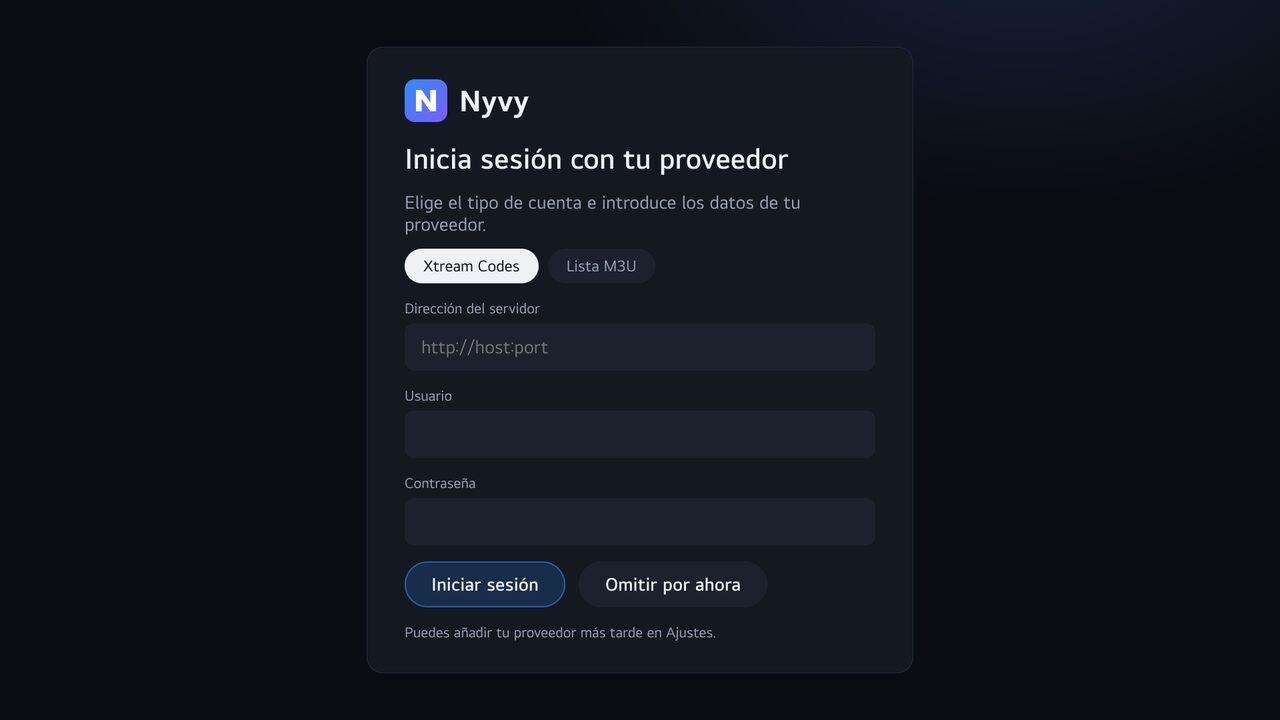 N Nyvy
Inicia sesión con tu proveedor
Elige el tipo de cuenta e introduce los datos de tu
proveedor.
Xtream Codes Lista M3U
Dirección del servidor
http://host:port
Usuario
Contraseña
Iniciar sesión Omitir por ahora
Puedes añadir tu proveedor más tarde en Ajustes.